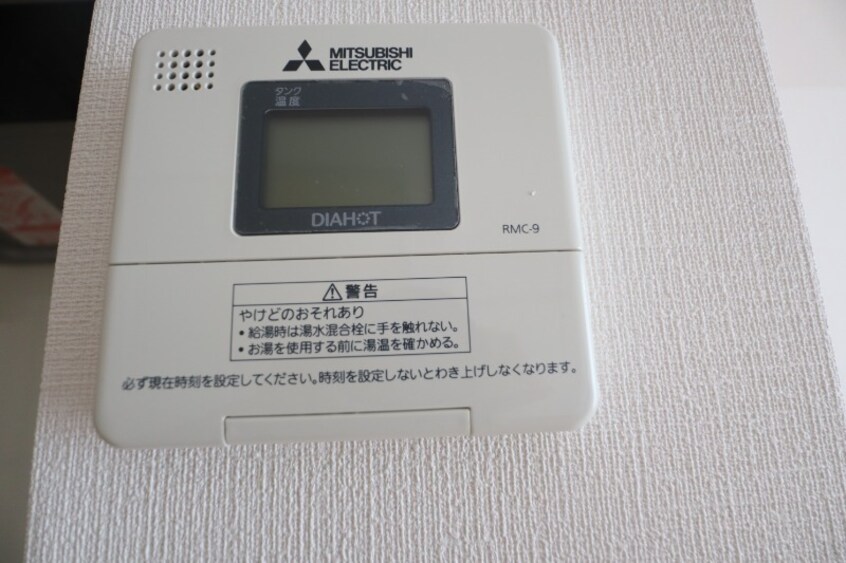 MITSUBISHI
ELECTRIC
タンク
温度
DIAHOT
RMC-9
⚠警告
やけどのおそれあり
•給湯時は湯水混合栓に手を触れない。
•お湯を使用する前に湯温を確かめる。
必ず現在時刻を設定してください。時刻を設定しないとわき上げしなくなります。